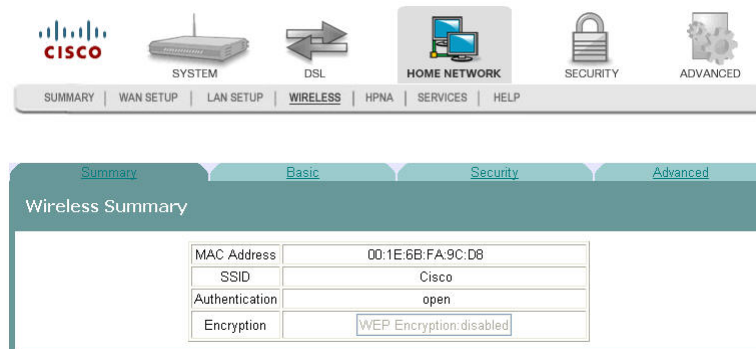 CISCO
SYSTEM DSL HOME NETWORK SECURITY ADVANCED
SUMMARY | WAN SETUP | LAN SETUP | WIRELESS | HPNA | SERVICES | HELP
Summary Basic Security Advanced
Wireless Summary
MAC Address 00:1E:6B:FA:9C:D8
SSID Cisco
Authentication open
Encryption WEP Encryption:disabled